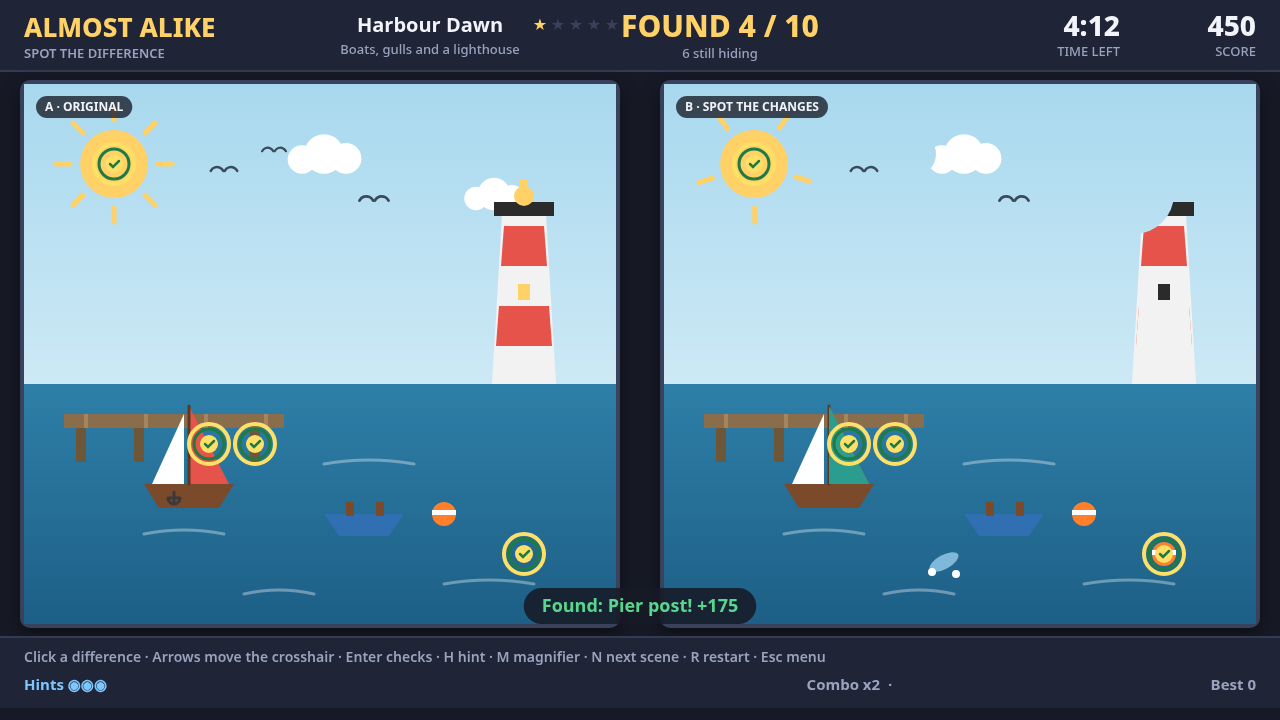 ALMOST ALIKE
SPOT THE DIFFERENCE
Harbour Dawn
Boats, gulls and a lighthouse
FOUND 4 / 10
6 still hiding
4:12
TIME LEFT
450
SCORE
A · ORIGINAL
B · SPOT THE CHANGES
Found: Pier post! +175
Click a difference · Arrows move the crosshair · Enter checks · H hint · M magnifier · N next scene · R restart · Esc menu
Hints
Combo x2 ·
Best 0